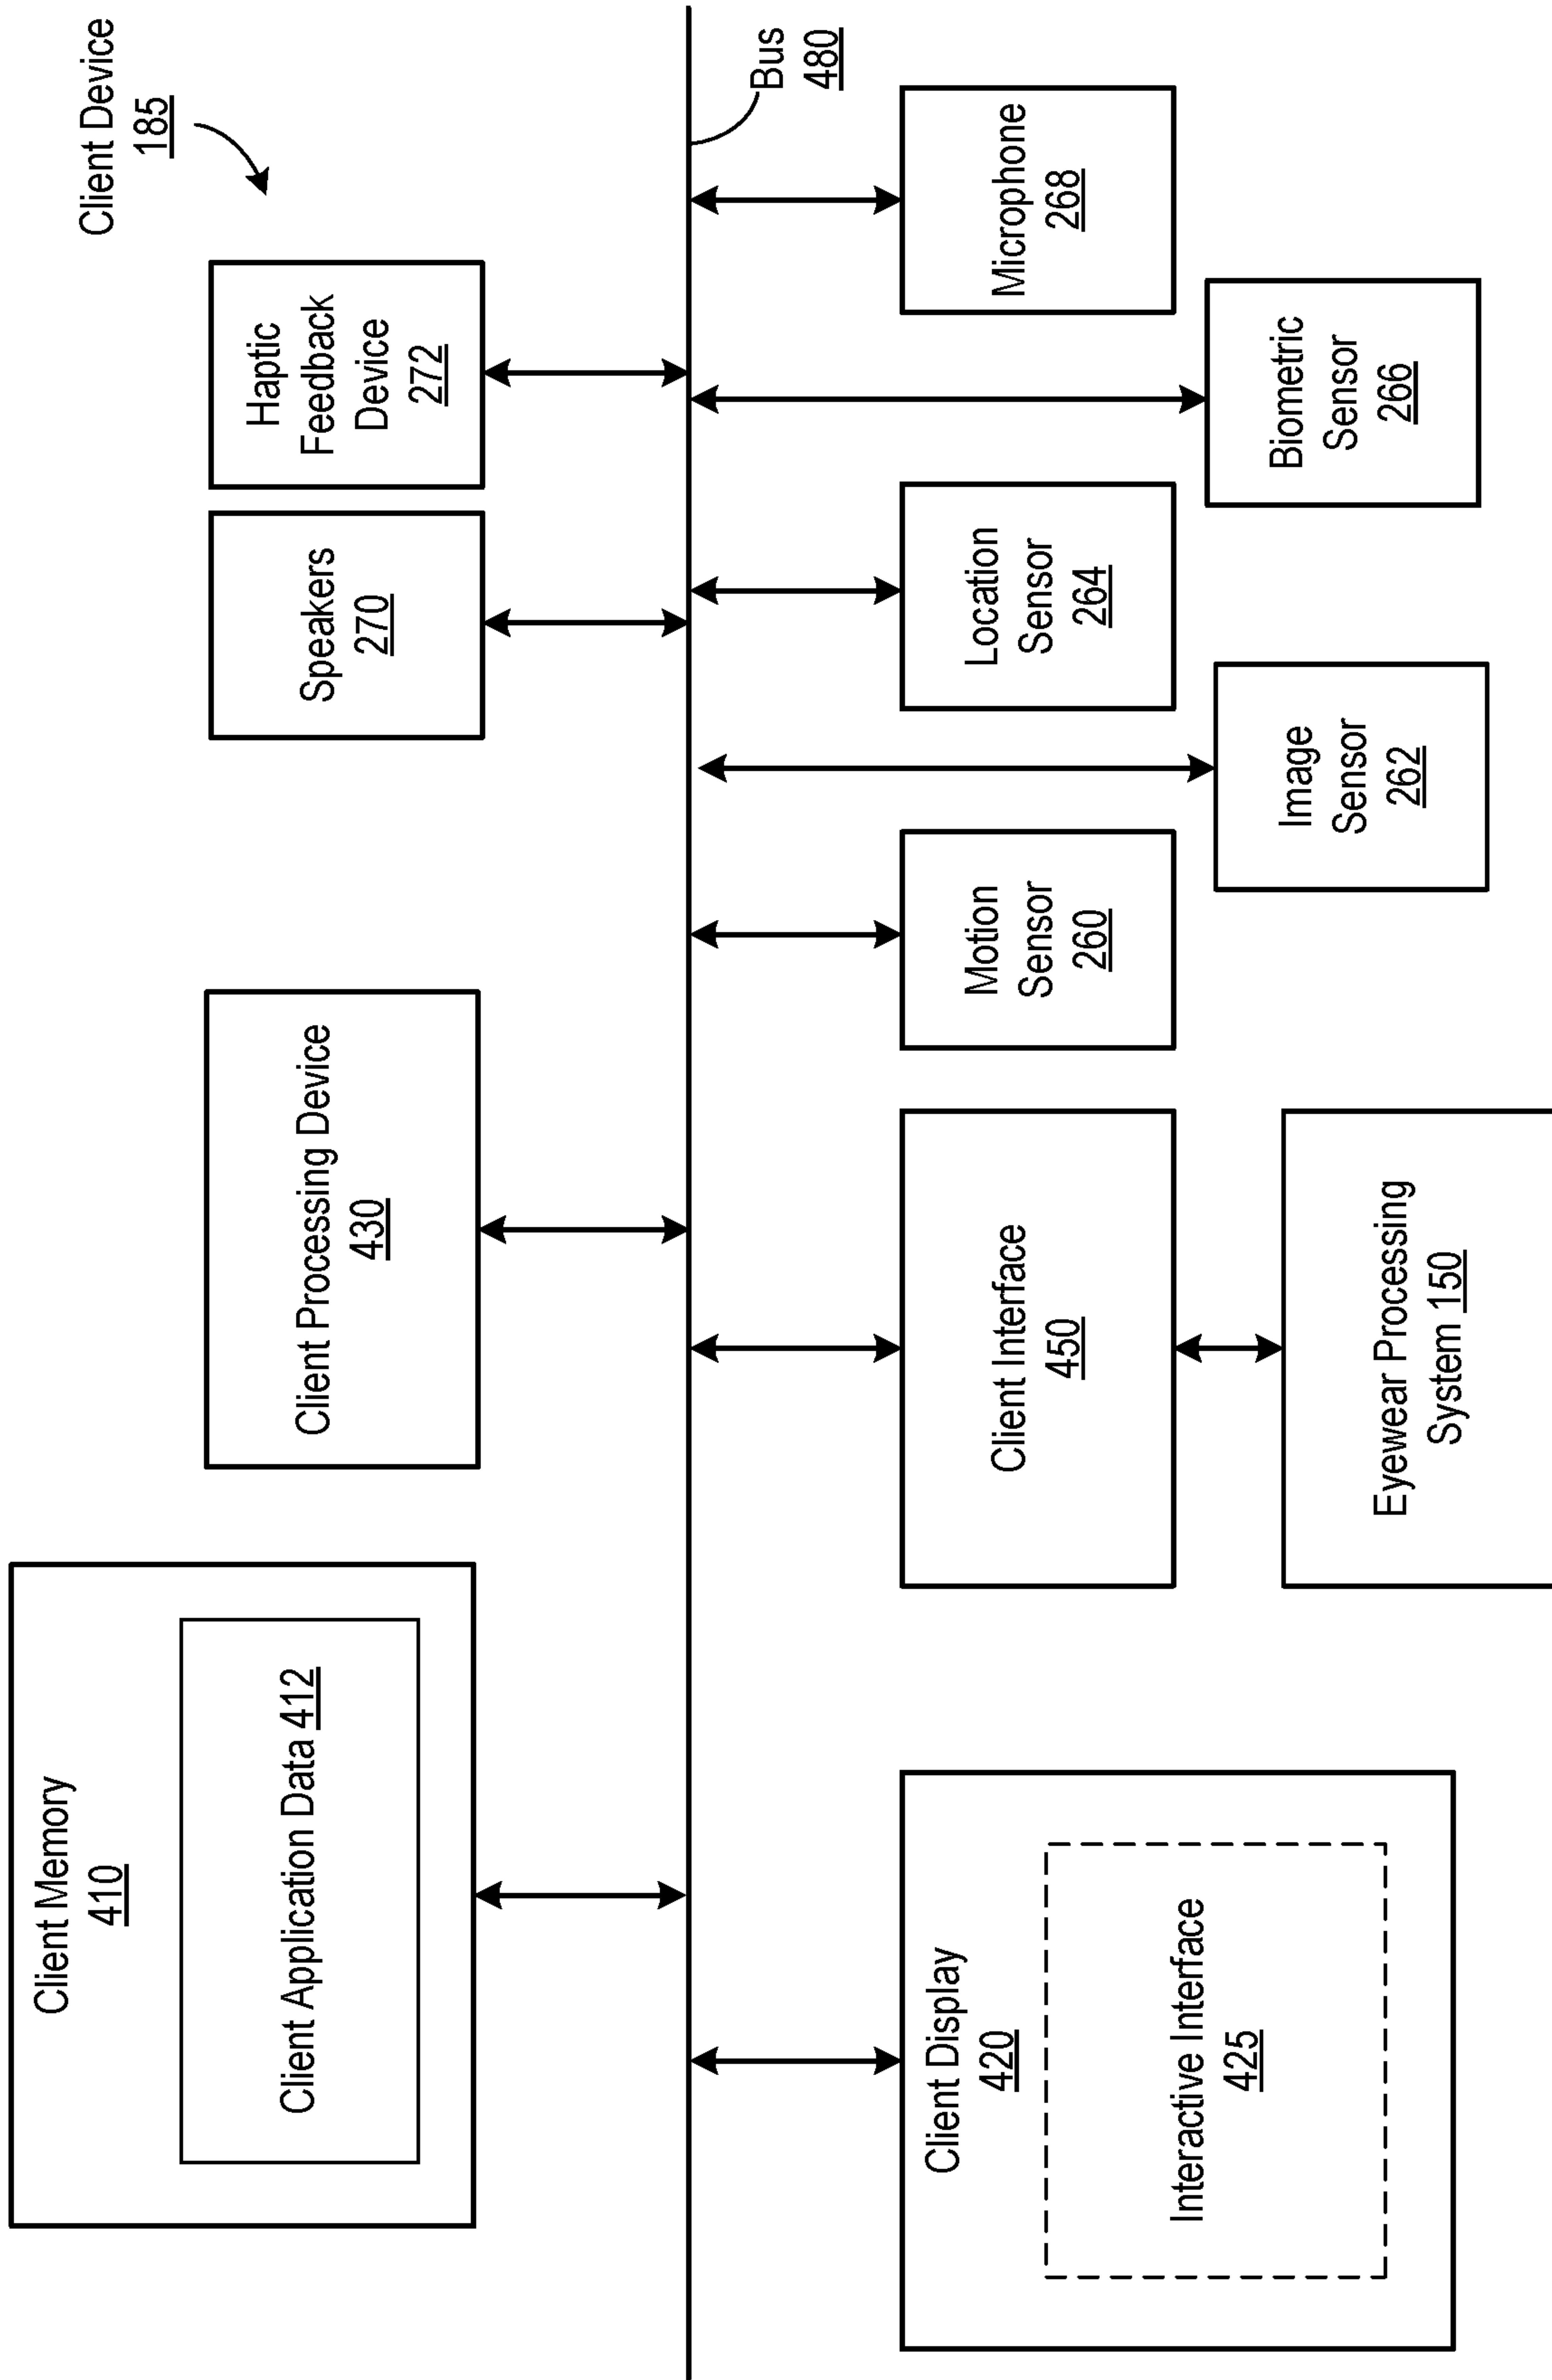 Client Device
185
Client Memory
410
Client Application Data 412
Client Processing Device
430
Speakers
270
Haptic
Feedback
Device
272
Bus
480
Client Display
420
Interactive Interface
425
Client Interface
450
Eyewear Processing
System 150
Motion
Sensor
260
Image
Sensor
262
Location
Sensor
264
Biometric
Sensor
266
Microphone
268